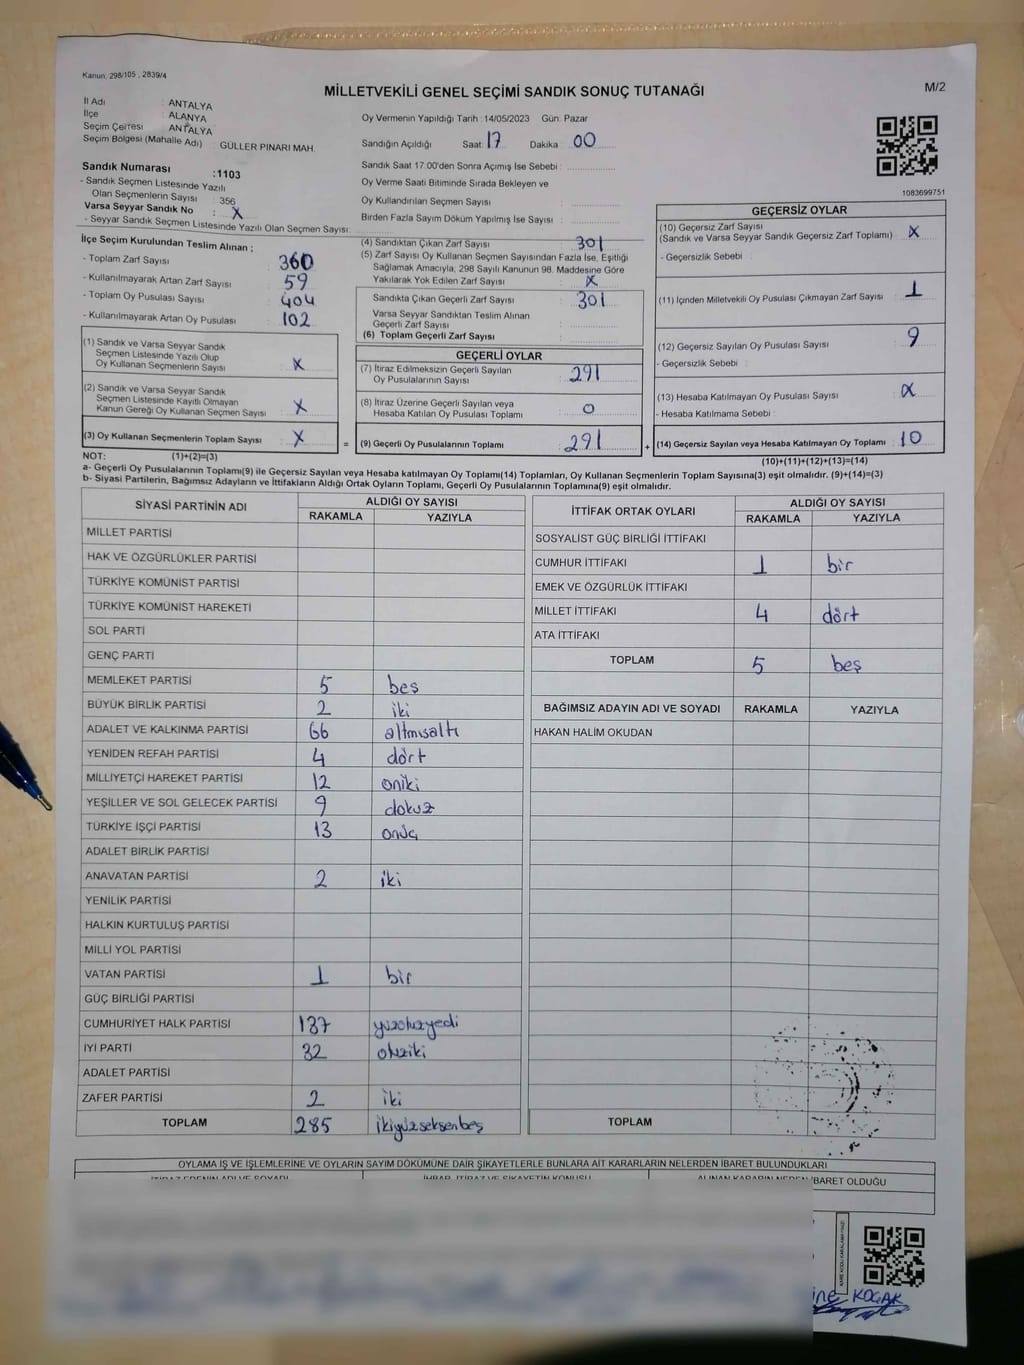 Kanun, 298/105 , 2839/4
MİLLETVEKİLİ GENEL SEÇİMİ SANDIK SONUÇ TUTANAĞI
M/2
İl Adı : ANTALYA
İlçe : ALANYA
Seçim Çevresi : ANTALYA
Seçim Bölgesi (Mahalle Adı) : GÜLLER PINARI MAH.
Sandık Numarası :1103
- Sandık Seçmen Listesinde Yazılı
Olan Seçmenlerin Sayısı : 356
Varsa Seyyar Sandık No : X
- Seyyar Sandık Seçmen Listesinde Yazılı Olan Seçmen Sayısı:
Oy Vermenin Yapıldığı Tarih :14/05/2023 Gün: Pazar
Sandığın Açıldığı Saat 17 Dakika 00
Sandık Saat 17.00'den Sonra Açımış İse Sebebi :
Oy Verme Saati Bitiminde Sırada Bekleyen ve
Oy Kullandırılan Seçmen Sayısı :
Birden Fazla Sayım Döküm Yapılmış İse Sayısı :
1083699751
İlçe Seçim Kurulundan Teslim Alınan ;
- Toplam Zarf Sayısı : 360
- Kullanılmayarak Artan Zarf Sayısı : 59
- Toplam Oy Pusulası Sayısı : 404
- Kullanılmayarak Artan Oy Pusulası : 102
(1) Sandık ve Varsa Seyyar Sandık
Seçmen Listesinde Yazılı Olup
Oy Kullanan Seçmenlerin Sayısı : X
(2) Sandık ve Varsa Seyyar Sandık
Seçmen Listesinde Kayıtlı Olmayan
Kanun Gereği Oy Kullanan Seçmen Sayısı : X
(3) Oy Kullanan Seçmenlerin Toplam Sayısı : X =
(4) Sandıktan Çıkan Zarf Sayısı : 301
(5) Zarf Sayısı Oy Kullanan Seçmen Sayısından Fazla İse, Eşitliği
Sağlamak Amacıyla; 298 Sayılı Kanunun 98. Maddesine Göre
Yakılarak Yok Edilen Zarf Sayısı : X
Sandıkta Çıkan Geçerli Zarf Sayısı : 301
Varsa Seyyar Sandıktan Teslim Alınan
Geçerli Zarf Sayısı :
(6) Toplam Geçerli Zarf Sayısı :
GEÇERLİ OYLAR
(7) İtiraz Edilmeksizin Geçerli Sayılan
Oy Pusulalarının Sayısı : 291
(8) İtiraz Üzerine Geçerli Sayılan veya
Hesaba Katılan Oy Pusulası Toplamı : 0
(9) Geçerli Oy Pusulalarının Toplamı : 291 +
GEÇERSİZ OYLAR
(10) Geçersiz Zarf Sayısı
(Sandık ve Varsa Seyyar Sandık Geçersiz Zarf Toplamı) : X
- Geçersizlik Sebebi :
(11) İçinden Milletvekili Oy Pusulası Çıkmayan Zarf Sayısı : 1
(12) Geçersiz Sayılan Oy Pusulası Sayısı : 9
- Geçersizlik Sebebi :
(13) Hesaba Katılmayan Oy Pusulası Sayısı : X
- Hesaba Katılmama Sebebi :
(14) Geçersiz Sayılan veya Hesaba Katılmayan Oy Toplamı : 10
NOT: (1)+(2)=(3)
(10)+(11)+(12)+(13)=(14)
a- Geçerli Oy Pusulalarının Toplamı(9) ile Geçersiz Sayılan veya Hesaba katılmayan Oy Toplamı(14) Toplamları, Oy Kullanan Seçmenlerin Toplam Sayısına(3) eşit olmalıdır. (9)+(14)=(3)
b- Siyasi Partilerin, Bağımsız Adayların ve İttifakların Aldığı Ortak Oyların Toplamı, Geçerli Oy Pusulalarının Toplamına(9) eşit olmalıdır.
SİYASİ PARTİNİN ADI ALDIĞI OY SAYISI
RAKAMLA YAZIYLA
MİLLET PARTİSİ
HAK VE ÖZGÜRLÜKLER PARTİSİ
TÜRKİYE KOMÜNİST PARTİSİ
TÜRKİYE KOMÜNİST HAREKETİ
SOL PARTİ
GENÇ PARTİ
MEMLEKET PARTİSİ 5 beş
BÜYÜK BİRLİK PARTİSİ 2 iki
ADALET VE KALKINMA PARTİSİ 66 altmışaltı
YENİDEN REFAH PARTİSİ 4 dört
MİLLİYETÇİ HAREKET PARTİSİ 12 oniki
YEŞİLLER VE SOL GELECEK PARTİSİ 9 dokuz
TÜRKİYE İŞÇİ PARTİSİ 13 onüç
ADALET BİRLİK PARTİSİ
ANAVATAN PARTİSİ 2 iki
YENİLİK PARTİSİ
HALKIN KURTULUŞ PARTİSİ
MİLLİ YOL PARTİSİ
VATAN PARTİSİ 1 bir
GÜÇ BİRLİĞİ PARTİSİ
CUMHURİYET HALK PARTİSİ 137 yüzotuzyedi
İYİ PARTİ 32 otuziki
ADALET PARTİSİ
ZAFER PARTİSİ 2 iki
TOPLAM 285 ikiyüzseksenbeş
İTTİFAK ORTAK OYLARI ALDIĞI OY SAYISI
RAKAMLA YAZIYLA
SOSYALİST GÜÇ BİRLİĞİ İTTİFAKI
CUMHUR İTTİFAKI 1 bir
EMEK VE ÖZGÜRLÜK İTTİFAKI
MİLLET İTTİFAKI 4 dört
ATA İTTİFAKI
TOPLAM 5 beş
BAĞIMSIZ ADAYIN ADI VE SOYADI RAKAMLA YAZIYLA
HAKAN HALİM OKUDAN
TOPLAM
OYLAMA İŞ VE İŞLEMLERİNE VE OYLARIN SAYIM DÖKÜMÜNE DAİR ŞİKAYETLERLE BUNLARA AİT KARARLARIN NELERDEN İBARET BULUNDUKLARI
İBARET OLDUĞU
KOÇAK